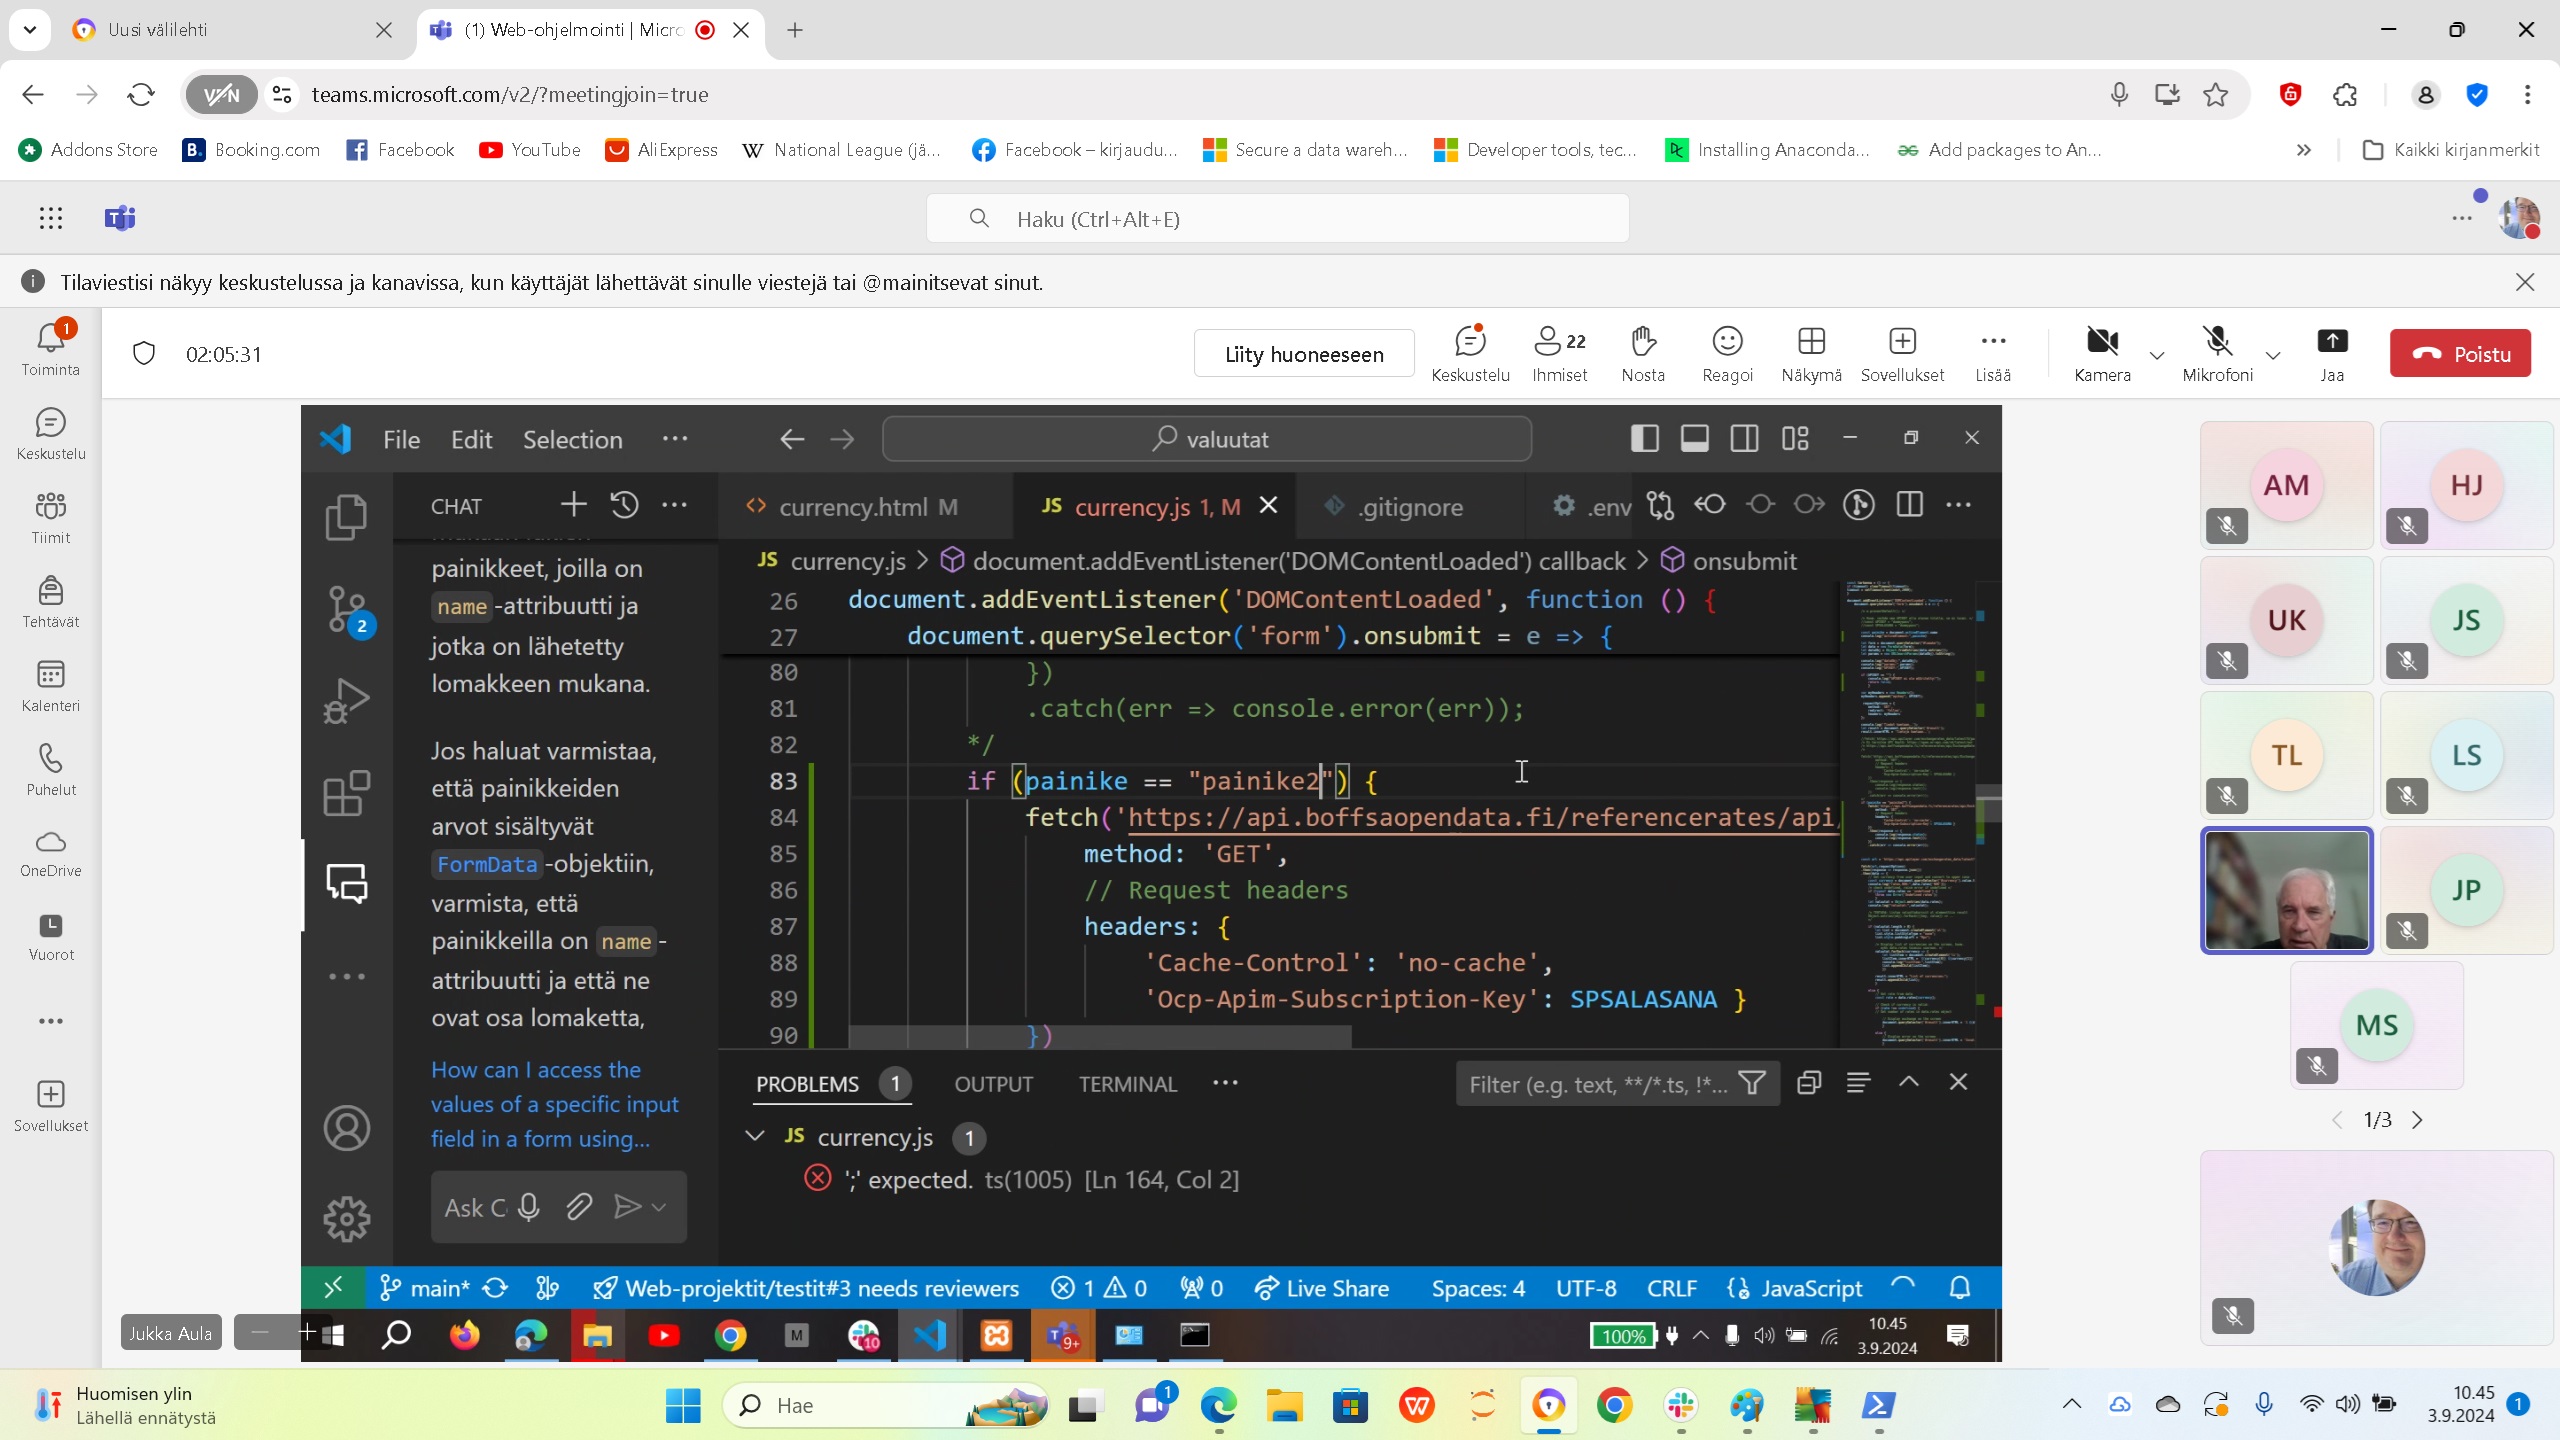 Uusi välilehti
(1) Web-ohjelmointi | Micro
VPN
teams.microsoft.com/v2/?meetingjoin=true
Addons Store
Booking.com
Facebook
YouTube
AliExpress
National League (jä...
Facebook – kirjaudu...
Secure a data wareh...
Developer tools, tec...
Installing Anaconda...
Add packages to An...
Kaikki kirjanmerkit
Haku (Ctrl+Alt+E)
Tilaviestisi näkyy keskustelussa ja kanavissa, kun käyttäjät lähettävät sinulle viestejä tai @mainitsevat sinut.
1
Toiminta
Keskustelu
Tiimit
Tehtävät
Kalenteri
Puhelut
OneDrive
Vuorot
Sovellukset
02:05:31
Liity huoneeseen
Keskustelu
22
Ihmiset
Nosta
Reagoi
Näkymä
Sovellukset
Lisää
Kamera
Mikrofoni
Jaa
Poistu
File Edit Selection
valuutat
2
CHAT
painikkeet, joilla on
name -attribuutti ja
jotka on lähetetty
lomakkeen mukana.
Jos haluat varmistaa,
että painikkeiden
arvot sisältyvät
FormData -objektiin,
varmista, että
painikkeilla on name -
attribuutti ja että ne
ovat osa lomaketta,
How can I access the
values of a specific input
field in a form using...
Ask C
currency.html M
JS currency.js 1, M
.gitignore
.env
JS currency.js > document.addEventListener('DOMContentLoaded') callback > onsubmit
26 document.addEventListener('DOMContentLoaded', function () {
27 document.querySelector('form').onsubmit = e => {
80 })
81 .catch(err => console.error(err));
82 */
83 if (painike == "painike2") {
84 fetch('https://api.boffsaopendata.fi/referencerates/api/
85 method: 'GET',
86 // Request headers
87 headers: {
88 'Cache-Control': 'no-cache',
89 'Ocp-Apim-Subscription-Key': SPSALASANA }
90 })
PROBLEMS 1 OUTPUT TERMINAL
Filter (e.g. text, **/*.ts, !*...
JS currency.js 1
';' expected. ts(1005) [Ln 164, Col 2]
main*
Web-projektit/testit#3 needs reviewers
1 0
0
Live Share
Spaces: 4
UTF-8
CRLF
JavaScript
M
10
9+
100%
10.45
3.9.2024
Jukka Aula
AM
HJ
UK
JS
TL
LS
JP
MS
1/3
Huomisen ylin
Lähellä ennätystä
Hae
1
10.45
3.9.2024
1